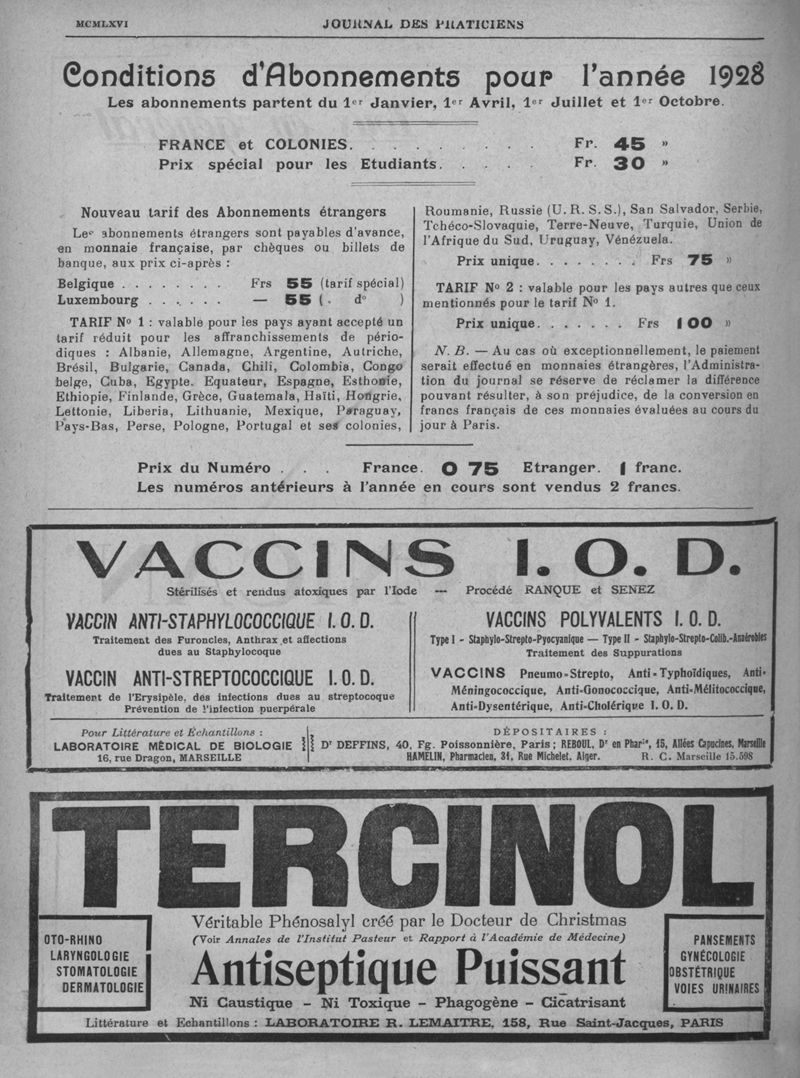 MCMLXVI
JOURNAL DES PRATICIENS
Conditions d'Abonnements pour l'année 1928
Les abonnements partent du 1er Janvier, 1er Avril, 1er Juillet et 1er Octobre.
FRANCE et COLONIES. . . . . . . . . Fr. 45 »
Prix spécial pour les Etudiants. . . . . Fr. 30 »
Nouveau tarif des Abonnements étrangers
Les abonnements étrangers sont payables d'avance,
en monnaie française, par chèques ou billets de
banque, aux prix ci-après :
Belgique . . . . . . . . Frs 55 (tarif spécial)
Luxembourg . . . . . . — 55 ( . do )
TARIF No 1 : valable pour les pays ayant accepté un
tarif réduit pour les affranchissements de pério-
diques : Albanie, Allemagne, Argentine, Autriche,
Brésil, Bulgarie, Canada, Chili, Colombia, Congo
belge, Cuba, Egypte, Equateur, Espagne, Esthonie,
Ethiopie, Finlande, Grèce, Guatemala, Haïti, Hongrie,
Lettonie, Liberia, Lithuanie, Mexique, Paraguay,
Pays-Bas, Perse, Pologne, Portugal et ses colonies,
Roumanie, Russie (U. R. S. S.), San Salvador, Serbie,
Tchéco-Slovaquie, Terre-Neuve, Turquie, Union de
l'Afrique du Sud, Uruguay, Vénézuela.
Prix unique. . . . . . . . Frs 75 »
TARIF No 2 : valable pour les pays autres que ceux
mentionnés pour le tarif No 1.
Prix unique. . . . . . . Frs 100 »
N. B. — Au cas où exceptionnellement, le paiement
serait effectué en monnaies étrangères, l'Administra-
tion du journal se réserve de réclamer la différence
pouvant résulter, à son préjudice, de la conversion en
francs français de ces monnaies évaluées au cours du
jour à Paris.
Prix du Numéro . . . France. 0 75 Etranger. 1 franc.
Les numéros antérieurs à l'année en cours sont vendus 2 francs.
VACCINS I. O. D.
Stérilisés et rendus atoxiques par l'Iode — Procédé RANQUE et SENEZ
VACCIN ANTI-STAPHYLOCOCCIQUE I. O. D.
Traitement des Furoncles, Anthrax et affections
dues au Staphylocoque
VACCIN ANTI-STREPTOCOCCIQUE I. O. D.
Traitement de l'Erysipèle, des infections dues au streptocoque
Prévention de l'infection puerpérale
VACCINS POLYVALENTS I. O. D.
Type I - Staphylo-Strepto-Pyocyanique — Type II - Staphylo-Strepto-Colib.-Anaérobies
Traitement des Suppurations
VACCINS Pneumo-Strepto, Anti-Typhoïdiques, Anti-
Méningococcique, Anti-Gonococcique, Anti-Mélitococcique,
Anti-Dysentérique, Anti-Cholérique I. O. D.
Pour Littérature et Échantillons :
LABORATOIRE MÉDICAL DE BIOLOGIE
16, rue Dragon, MARSEILLE
DÉPOSITAIRES :
Dr DEFFINS, 40, Fg. Poissonnière, Paris ; REBOUL, Dr en Pharie, 15, Allées Capucines, Marseille
HAMELIN, Pharmacien, 31, Rue Michelet, Alger. R. C. Marseille 15.598
TERCINOL
Véritable Phénosalyl créé par le Docteur de Christmas
(Voir Annales de l'Institut Pasteur et Rapport à l'Académie de Médecine)
OTO-RHINO
LARYNGOLOGIE
STOMATOLOGIE
DERMATOLOGIE
Antiseptique Puissant
Ni Caustique - Ni Toxique - Phagogène - Cicatrisant
PANSEMENTS
GYNÉCOLOGIE
OBSTÉTRIQUE
VOIES URINAIRES
Littérature et Echantillons : LABORATOIRE R. LEMAITRE, 158, Rue Saint-Jacques, PARIS